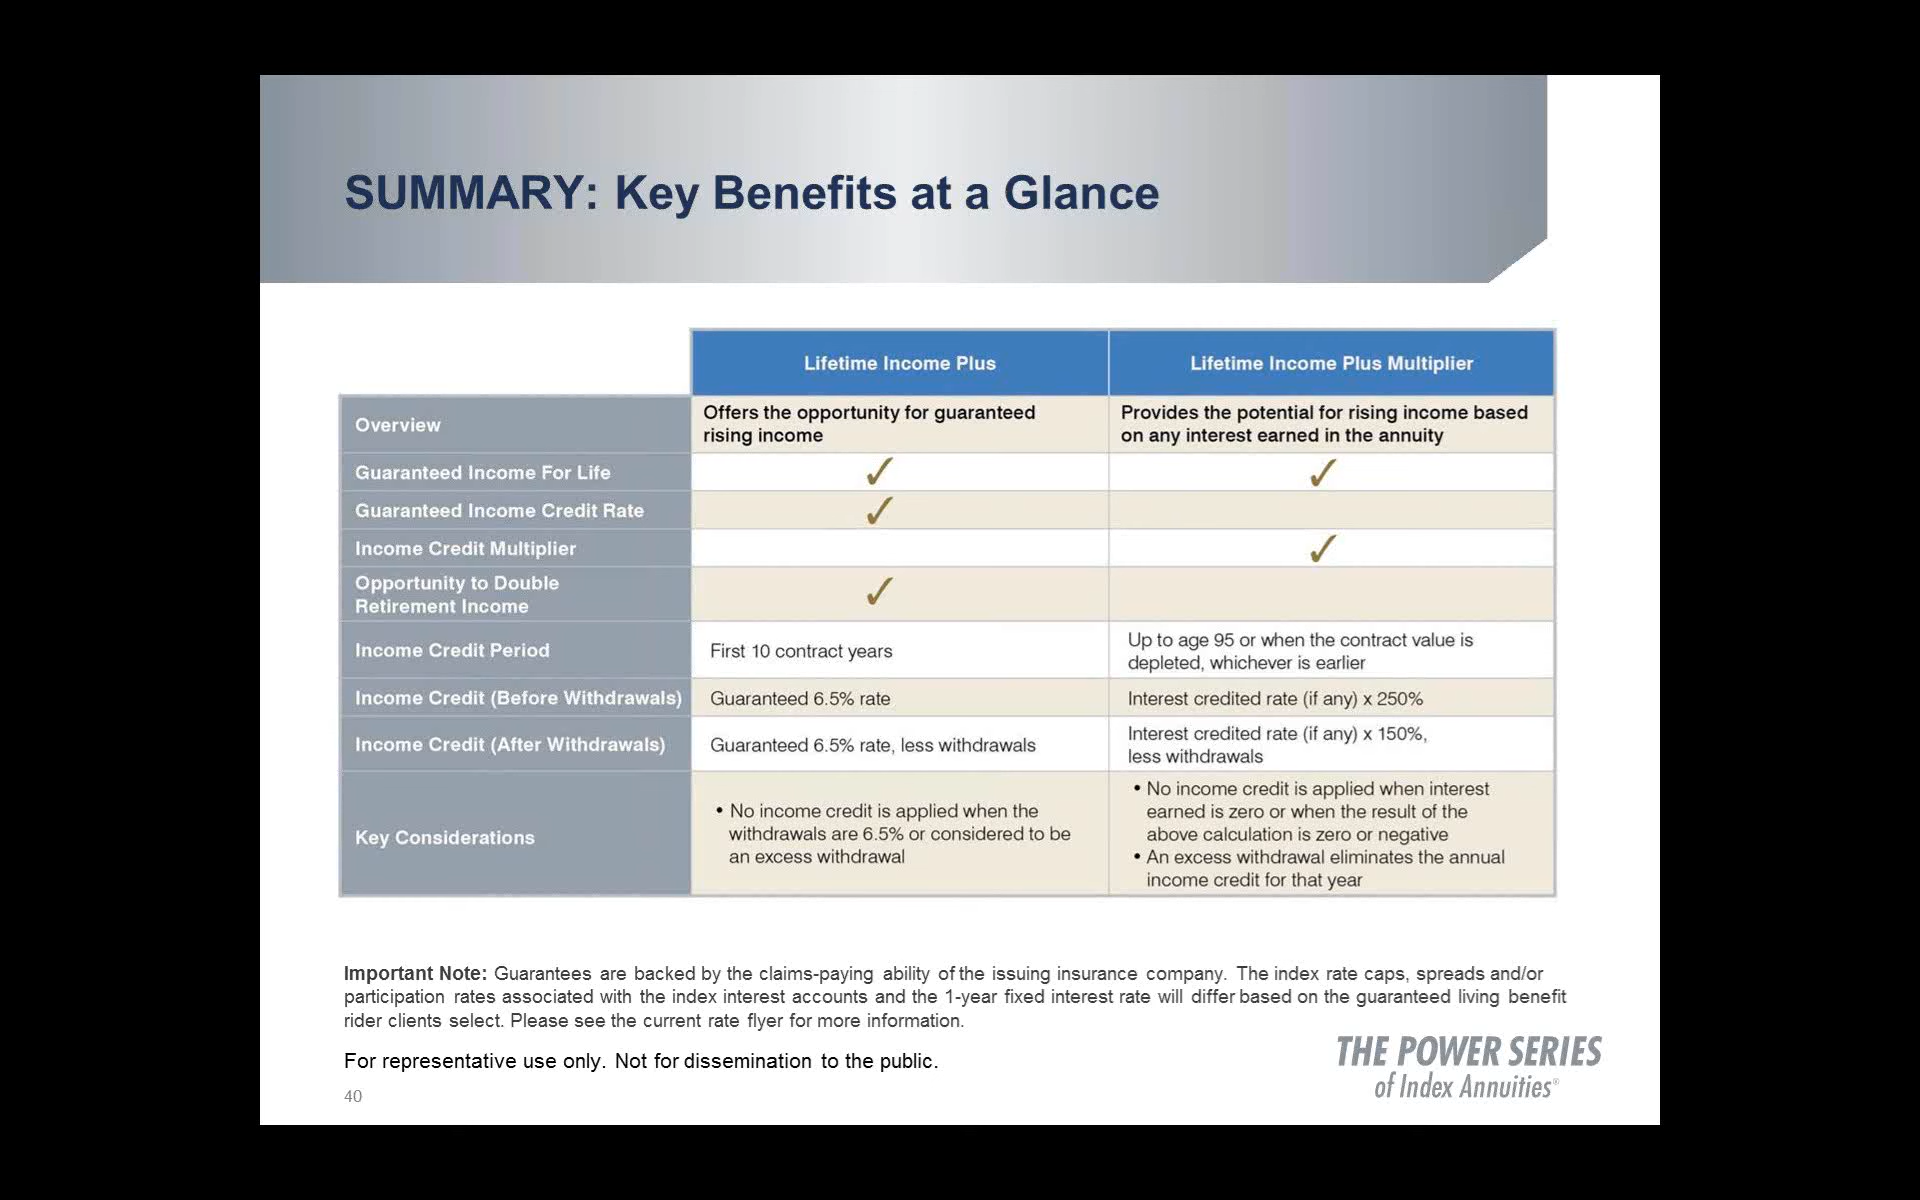 SUMMARY: Key Benefits at a Glance
Lifetime Income Plus
Lifetime Income Plus Multiplier
Overview
Offers the opportunity for guaranteed
rising income
Provides the potential for rising income based
on any interest earned in the annuity
Guaranteed Income For Life
✓
✓
Guaranteed Income Credit Rate
✓
Income Credit Multiplier
✓
Opportunity to Double
Retirement Income
✓
Income Credit Period
First 10 contract years
Up to age 95 or when the contract value is
depleted, whichever is earlier
Income Credit (Before Withdrawals)
Guaranteed 6.5% rate
Interest credited rate (if any) x 250%
Income Credit (After Withdrawals)
Guaranteed 6.5% rate, less withdrawals
Interest credited rate (if any) x 150%,
less withdrawals
Key Considerations
• No income credit is applied when the
withdrawals are 6.5% or considered to be
an excess withdrawal
• No income credit is applied when interest
earned is zero or when the result of the
above calculation is zero or negative
• An excess withdrawal eliminates the annual
income credit for that year
Important Note: Guarantees are backed by the claims-paying ability of the issuing insurance company. The index rate caps, spreads and/or
participation rates associated with the index interest accounts and the 1-year fixed interest rate will differ based on the guaranteed living benefit
rider clients select. Please see the current rate flyer for more information.
For representative use only. Not for dissemination to the public.
THE POWER SERIES
of Index Annuities®
40